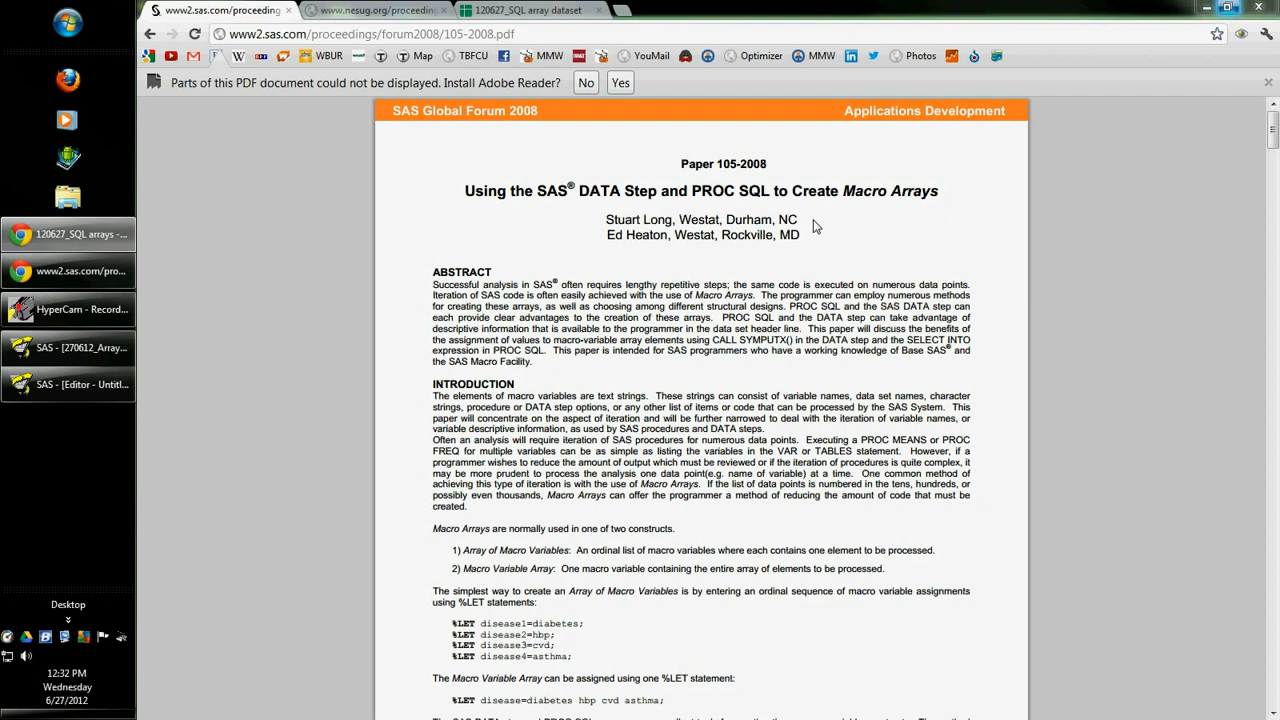 www2.sas.com/proceeding
www.nesug.org/proceeding
120627_SQL array dataset
www2.sas.com/proceedings/forum2008/105-2008.pdf
WBUR
Map
TBFCU
MMW
YouMail
Optimizer
MMW
Photos
Parts of this PDF document could not be displayed. Install Adobe Reader?
No
Yes
SAS Global Forum 2008
Applications Development
Paper 105-2008
Using the SAS® DATA Step and PROC SQL to Create Macro Arrays
Stuart Long, Westat, Durham, NC
Ed Heaton, Westat, Rockville, MD
ABSTRACT
Successful analysis in SAS® often requires lengthy repetitive steps; the same code is executed on numerous data points.
Iteration of SAS code is often easily achieved with the use of Macro Arrays. The programmer can employ numerous methods
for creating these arrays, as well as choosing among different structural designs. PROC SQL and the SAS DATA step can
each provide clear advantages to the creation of these arrays. PROC SQL and the DATA step can take advantage of
descriptive information that is available to the programmer in the data set header line. This paper will discuss the benefits of
the assignment of values to macro-variable array elements using CALL SYMPUTX() in the DATA step and the SELECT INTO
expression in PROC SQL. This paper is intended for SAS programmers who have a working knowledge of Base SAS® and
the SAS Macro Facility.
INTRODUCTION
The elements of macro variables are text strings. These strings can consist of variable names, data set names, character
strings, procedure or DATA step options, or any other list of items or code that can be processed by the SAS System. This
paper will concentrate on the aspect of iteration and will be further narrowed to deal with the iteration of variable names, or
variable descriptive information, as used by SAS procedures and DATA steps.
Often an analysis will require iteration of SAS procedures for numerous data points. Executing a PROC MEANS or PROC
FREQ for multiple variables can be as simple as listing the variables in the VAR or TABLES statement. However, if a
programmer wishes to reduce the amount of output which must be reviewed or if the iteration of procedures is quite complex, it
may be more prudent to process the analysis one data point(e.g. name of variable) at a time. One common method of
achieving this type of iteration is with the use of Macro Arrays. If the list of data points is numbered in the tens, hundreds, or
possibly even thousands, Macro Arrays can offer the programmer a method of reducing the amount of code that must be
created.
Macro Arrays are normally used in one of two constructs.
1) Array of Macro Variables: An ordinal list of macro variables where each contains one element to be processed.
2) Macro Variable Array: One macro variable containing the entire array of elements to be processed.
The simplest way to create an Array of Macro Variables is by entering an ordinal sequence of macro variable assignments
using %LET statements:
%LET disease1=diabetes;
%LET disease2=hbp;
%LET disease3=cvd;
%LET disease4=asthma;
The Macro Variable Array can be assigned using one %LET statement:
%LET disease=diabetes hbp cvd asthma;
120627_SQL arrays -...
www2.sas.com/pro...
HyperCam - Record...
SAS - [270612_Array...
SAS - [Editor - Untitl...
Desktop
12:32 PM
Wednesday
6/27/2012